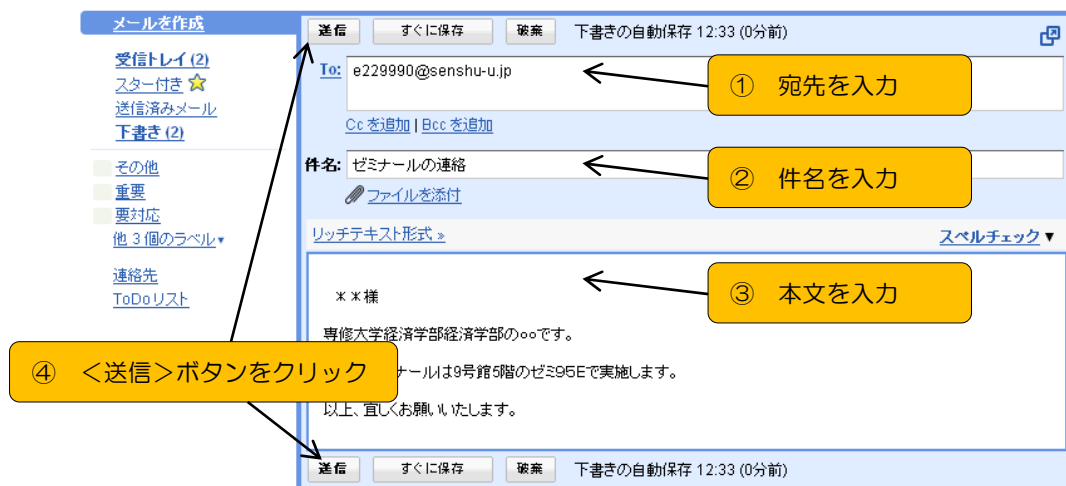 メールを作成
受信トレイ (2)
スター付き
送信済みメール
下書き (2)
その他
重要
要対応
他 3 個のラベル▼
連絡先
ToDoリスト
送信 すぐに保存 破棄 下書きの自動保存 12:33 (0分前)
To: e229990@senshu-u.jp
① 宛先を入力
Cc を追加 | Bcc を追加
件名: ゼミナールの連絡
② 件名を入力
ファイルを添付
リッチテキスト形式 » スペルチェック ▼
**様
③ 本文を入力
専修大学経済学部経済学部の○○です。
④ <送信>ボタンをクリック
ナールは9号館5階のゼミ95Eで実施します。
以上、宜しくお願いいたします。
送信 すぐに保存 破棄 下書きの自動保存 12:33 (0分前)